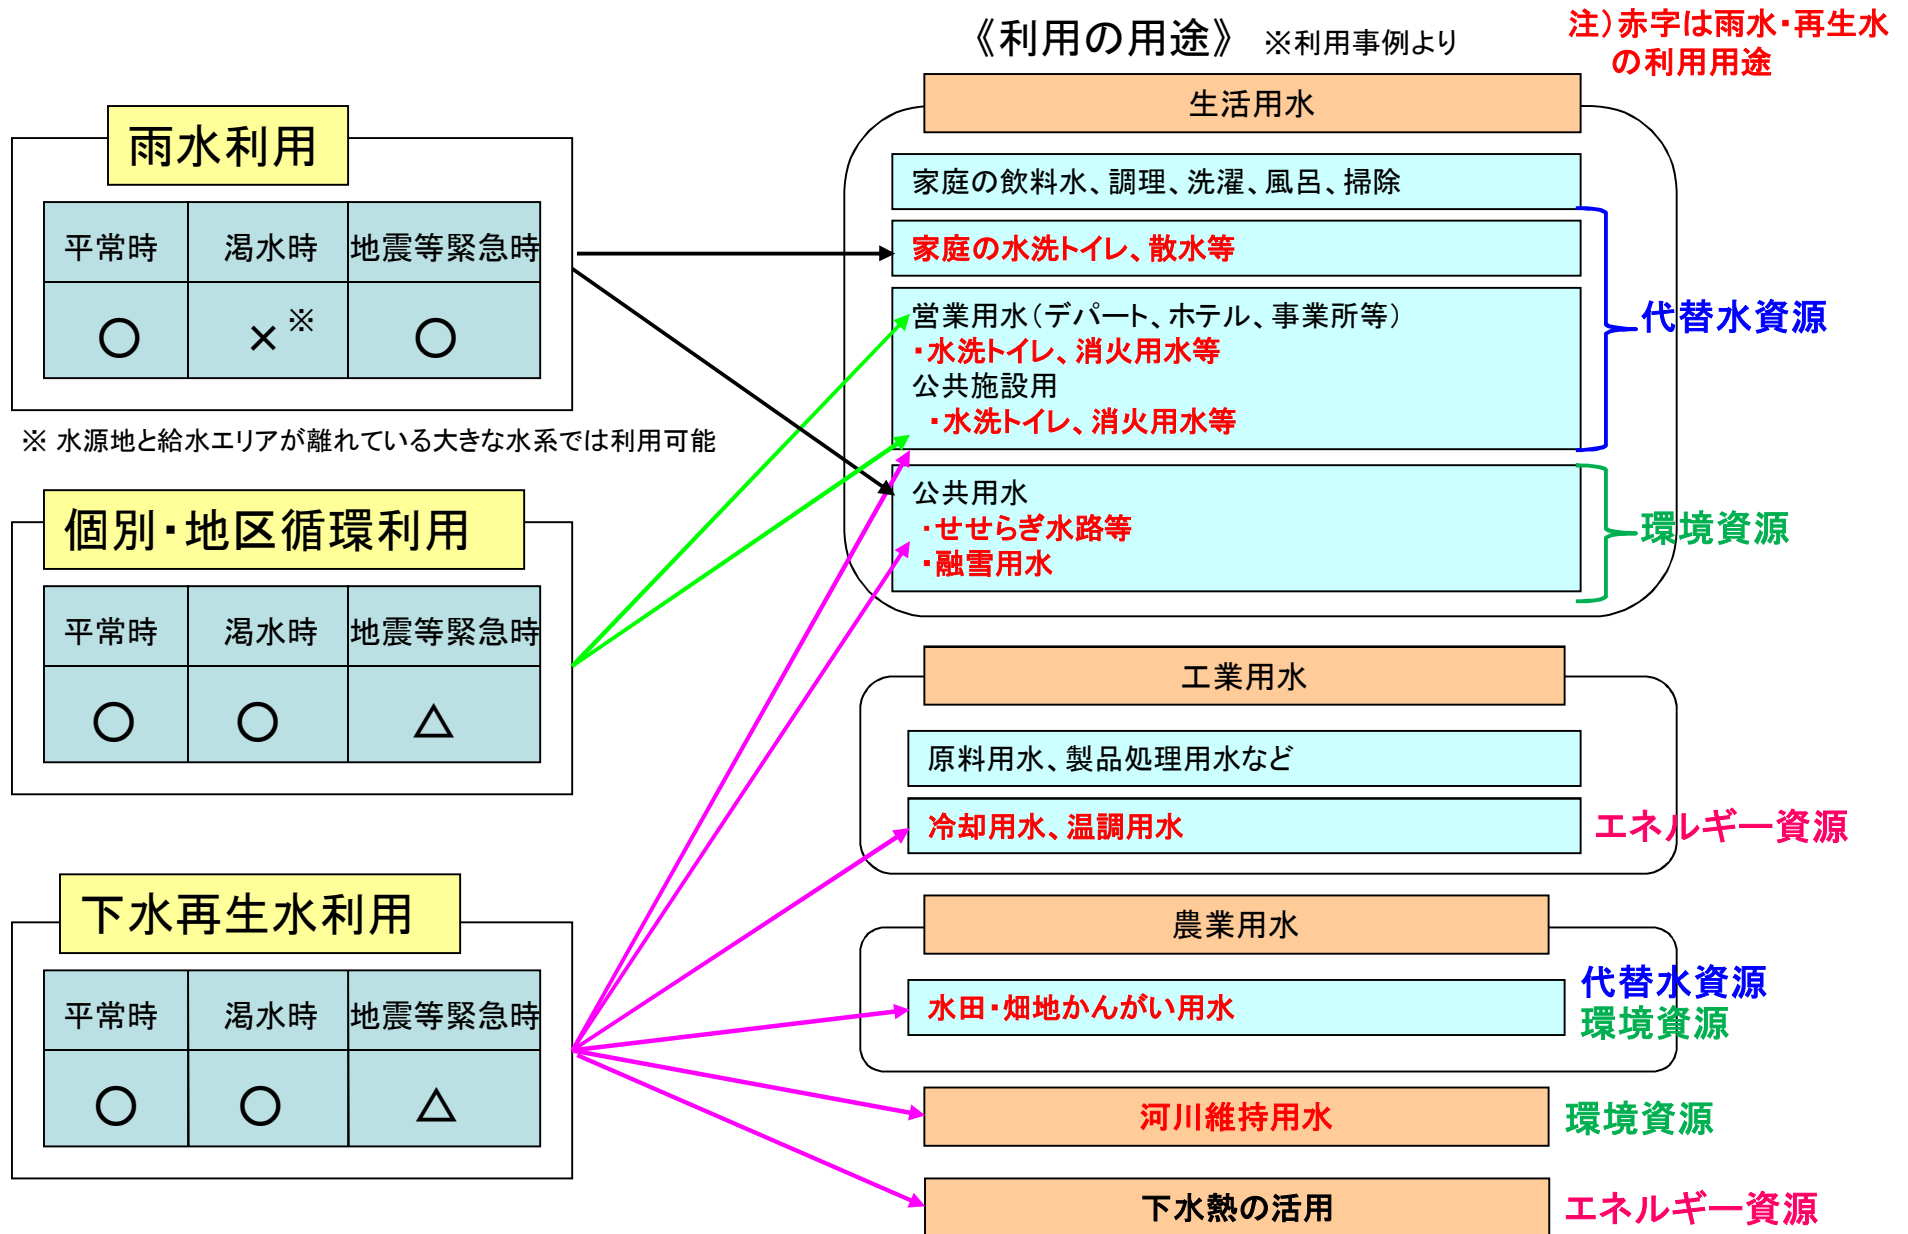 《利用の用途》 ※利用事例より
注）赤字は雨水・再生水
の利用用途
雨水利用
平常時 渇水時 地震等緊急時
○ ×※ ○
※ 水源地と給水エリアが離れている大きな水系では利用可能
個別・地区循環利用
平常時 渇水時 地震等緊急時
○ ○ △
下水再生水利用
平常時 渇水時 地震等緊急時
○ ○ △
生活用水
家庭の飲料水、調理、洗濯、風呂、掃除
家庭の水洗トイレ、散水等
営業用水（デパート、ホテル、事業所等）
・水洗トイレ、消火用水等
公共施設用
・水洗トイレ、消火用水等
代替水資源
公共用水
・せせらぎ水路等
・融雪用水
環境資源
工業用水
原料用水、製品処理用水など
冷却用水、温調用水
エネルギー資源
農業用水
水田・畑地かんがい用水
代替水資源
環境資源
河川維持用水
環境資源
下水熱の活用
エネルギー資源